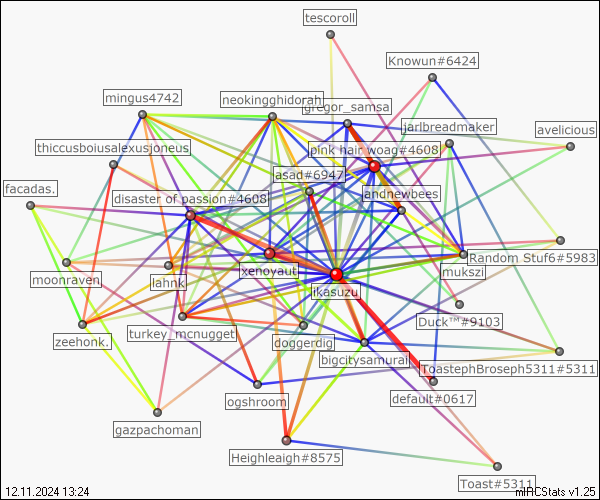 tescoroll
Knowun#6424
mingus4742
neokingghidorah
gregor_samsa
jarlbreadmaker
avelicious
thiccusboiusalexusjoneus
pink hair woag#4608
asad#6947
facadas.
disaster of passion#4608
andnewbees
moonraven
lahnk
xenoyaut
mukszi
Random Stuf6#5983
ikasuzu
Duck™#9103
zeehonk.
turkey_mcnugget
doggerdig
bigcitysamurai
ToastephBroseph5311#5311
ogshroom
default#0617
gazpachoman
Heighleaigh#8575
Toast#5311
12.11.2024 13:24
mIRCStats v1.25